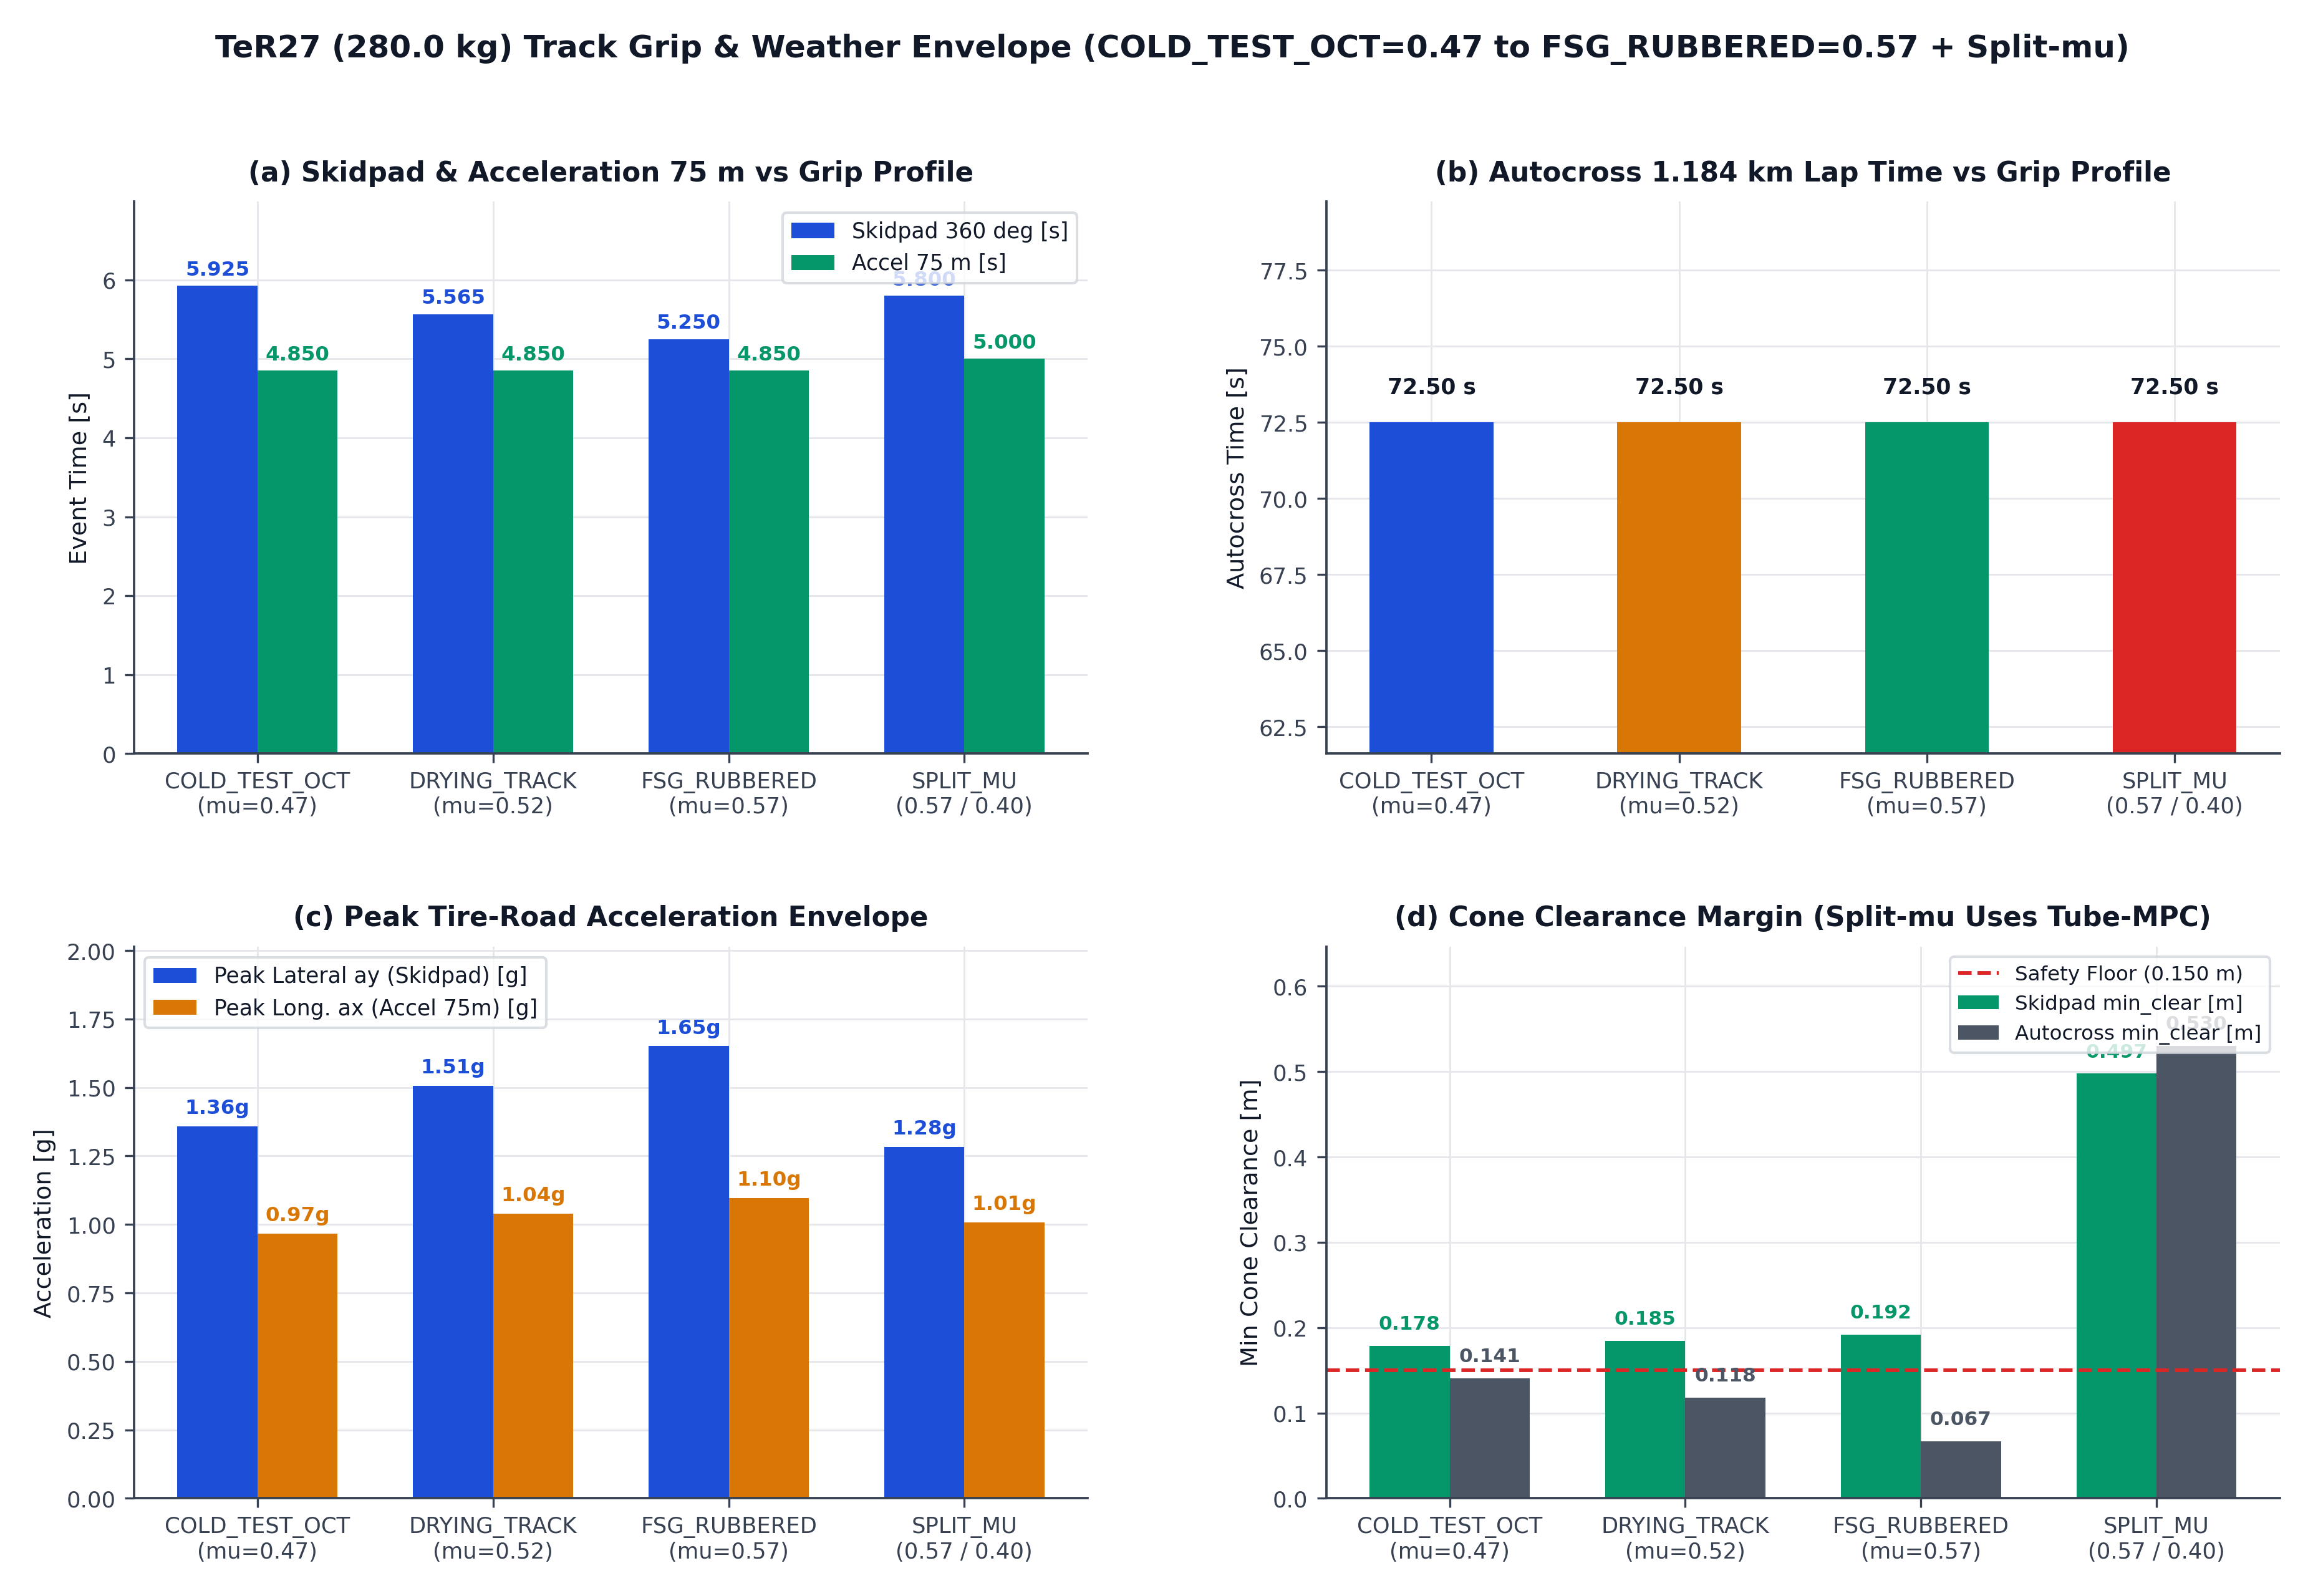 TeR27 (280.0 kg) Track Grip & Weather Envelope (COLD_TEST_OCT=0.47 to FSG_RUBBERED=0.57 + Split-mu)
(a) Skidpad & Acceleration 75 m vs Grip Profile
Event Time [s]
6
5
4
3
2
1
0
Skidpad 360 deg [s]
Accel 75 m [s]
5.925
4.850
5.565
4.850
5.250
4.850
5.800
5.000
COLD_TEST_OCT
(mu=0.47)
DRYING_TRACK
(mu=0.52)
FSG_RUBBERED
(mu=0.57)
SPLIT_MU
(0.57 / 0.40)
(b) Autocross 1.184 km Lap Time vs Grip Profile
Autocross Time [s]
77.5
75.0
72.5
70.0
67.5
65.0
62.5
72.50 s
72.50 s
72.50 s
72.50 s
COLD_TEST_OCT
(mu=0.47)
DRYING_TRACK
(mu=0.52)
FSG_RUBBERED
(mu=0.57)
SPLIT_MU
(0.57 / 0.40)
(c) Peak Tire-Road Acceleration Envelope
Acceleration [g]
2.00
1.75
1.50
1.25
1.00
0.75
0.50
0.25
0.00
Peak Lateral ay (Skidpad) [g]
Peak Long. ax (Accel 75m) [g]
1.36g
0.97g
1.51g
1.04g
1.65g
1.10g
1.28g
1.01g
COLD_TEST_OCT
(mu=0.47)
DRYING_TRACK
(mu=0.52)
FSG_RUBBERED
(mu=0.57)
SPLIT_MU
(0.57 / 0.40)
(d) Cone Clearance Margin (Split-mu Uses Tube-MPC)
Min Cone Clearance [m]
0.6
0.5
0.4
0.3
0.2
0.1
0.0
Safety Floor (0.150 m)
Skidpad min_clear [m]
Autocross min_clear [m]
0.178
0.141
0.185
0.118
0.192
0.067
0.497
0.530
COLD_TEST_OCT
(mu=0.47)
DRYING_TRACK
(mu=0.52)
FSG_RUBBERED
(mu=0.57)
SPLIT_MU
(0.57 / 0.40)